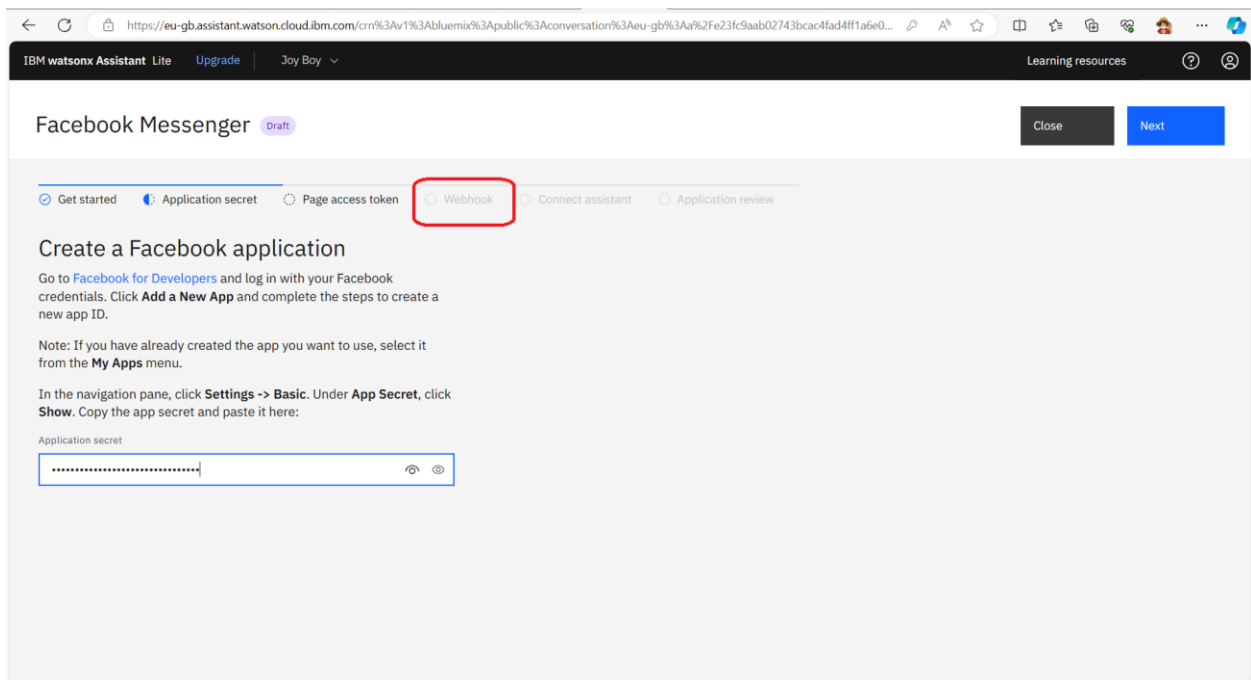 https://eu-gb.assistant.watson.cloud.ibm.com/crn%3Av1%3Abluemix%3Apublic%3Aconversation%3Aeu-gb%3Aa%2Fe23fc9aab02743bcac4fad4ff1a6e0...
IBM watsonx Assistant Lite Upgrade Joy Boy Learning resources
Facebook Messenger Draft Close Next
Get started Application secret Page access token Webhook Connect assistant Application review
Create a Facebook application
Go to Facebook for Developers and log in with your Facebook
credentials. Click Add a New App and complete the steps to create a
new app ID.
Note: If you have already created the app you want to use, select it
from the My Apps menu.
In the navigation pane, click Settings -> Basic. Under App Secret, click
Show. Copy the app secret and paste it here:
Application secret